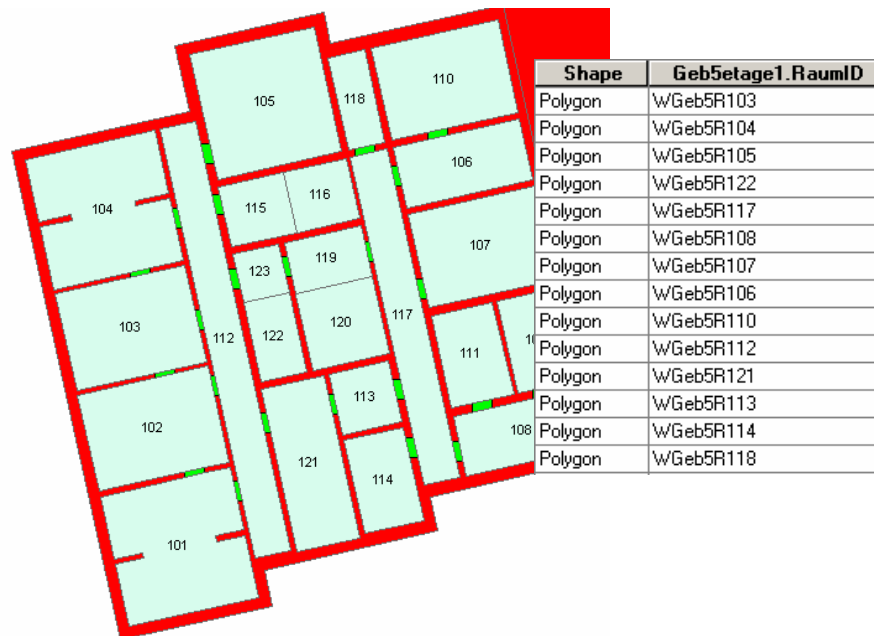 110
118
105
106
116
115
104
107
119
123
117
120
103
112
122
111
10
113
102
108
121
114
101
Shape Geb5etage1.RaumID
Polygon WGeb5R103
Polygon WGeb5R104
Polygon WGeb5R105
Polygon WGeb5R122
Polygon WGeb5R117
Polygon WGeb5R108
Polygon WGeb5R107
Polygon WGeb5R106
Polygon WGeb5R110
Polygon WGeb5R112
Polygon WGeb5R121
Polygon WGeb5R113
Polygon WGeb5R114
Polygon WGeb5R118